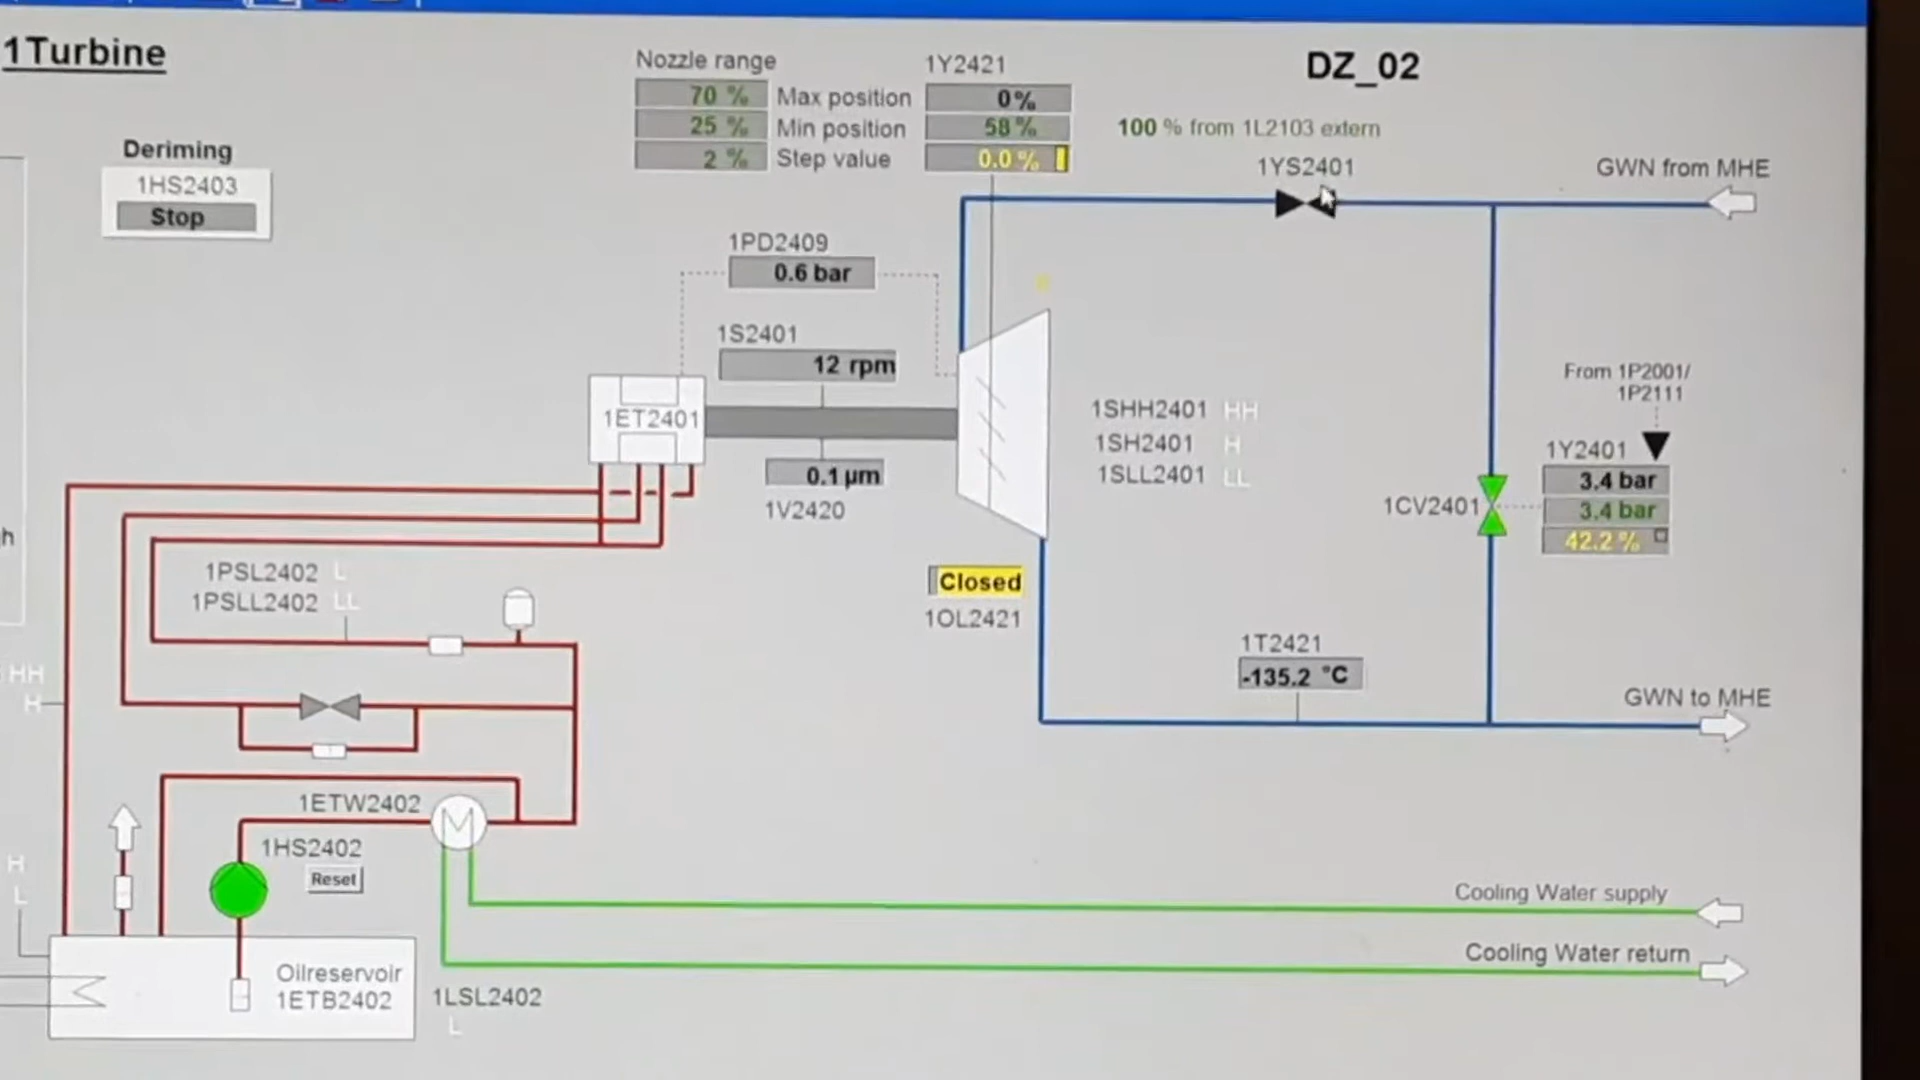 1Turbine
DZ_02
Nozzle range
1Y2421
70 % Max position 0%
25 % Min position 58 %
2 % Step value 0.0 %
100 % from 1L2103 extern
1YS2401
GWN from MHE
Deriming
1HS2403
Stop
1PD2409
0.6 bar
1S2401
12 rpm
1ET2401
0.1 µm
1V2420
1SHH2401 HH
1SH2401 H
1SLL2401 LL
From 1P2001/
1P2111
1Y2401
3.4 bar
1CV2401
3.4 bar
42.2 %
h
1PSL2402 L
1PSLL2402 LL
Closed
1OL2421
1T2421
-135.2 °C
HH
H
GWN to MHE
1ETW2402
1HS2402
Reset
H
L
Cooling Water supply
Cooling Water return
Oilreservoir
1ETB2402
1LSL2402
L